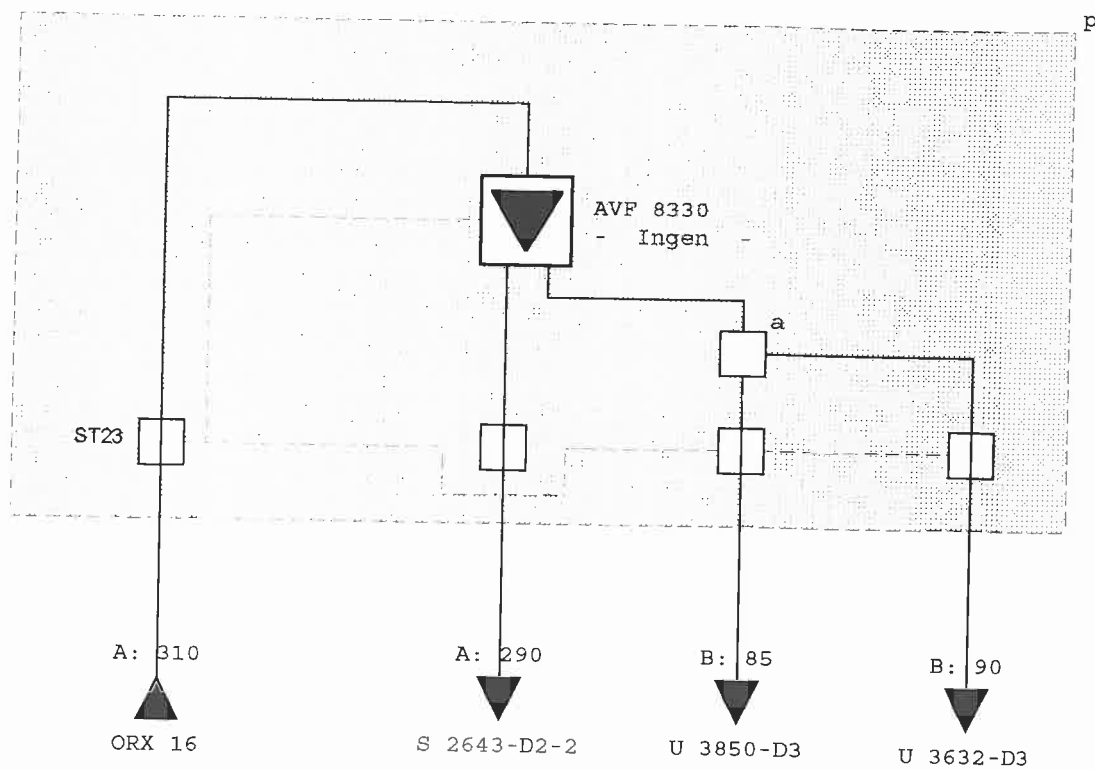 p
AVF 8330
- Ingen -
a
ST23
A: 310
A: 290
B: 85
B: 90
ORX 16
S 2643-D2-2
U 3850-D3
U 3632-D3